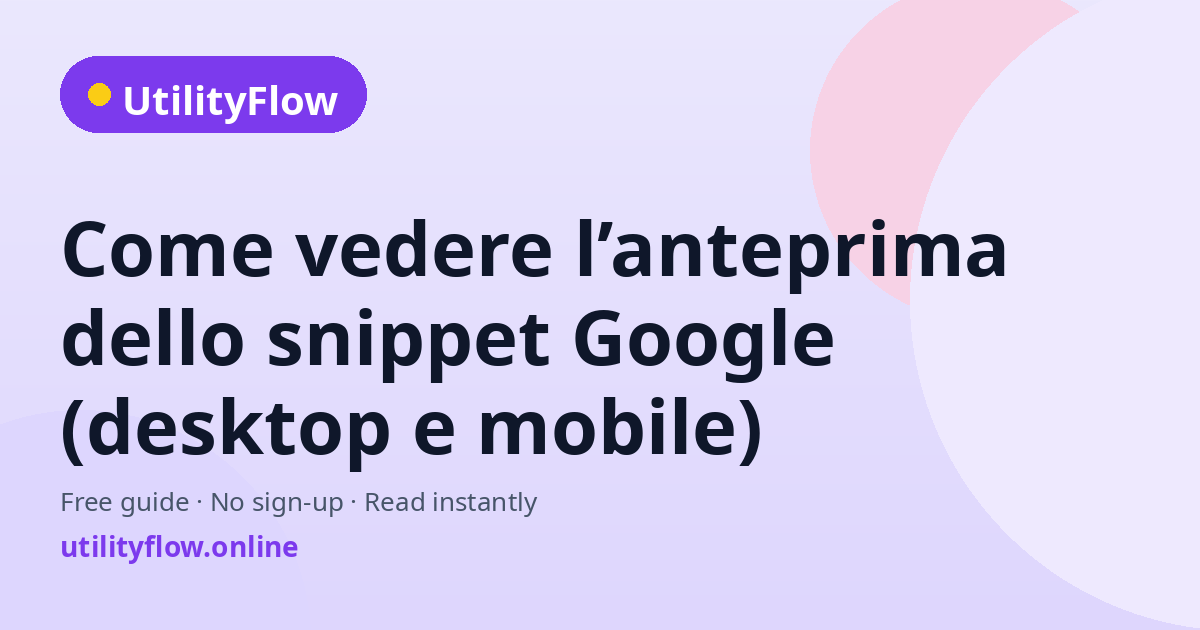 UtilityFlow
Come vedere l’anteprima
dello snippet Google
(desktop e mobile)
Free guide · No sign-up · Read instantly
utilityflow.online